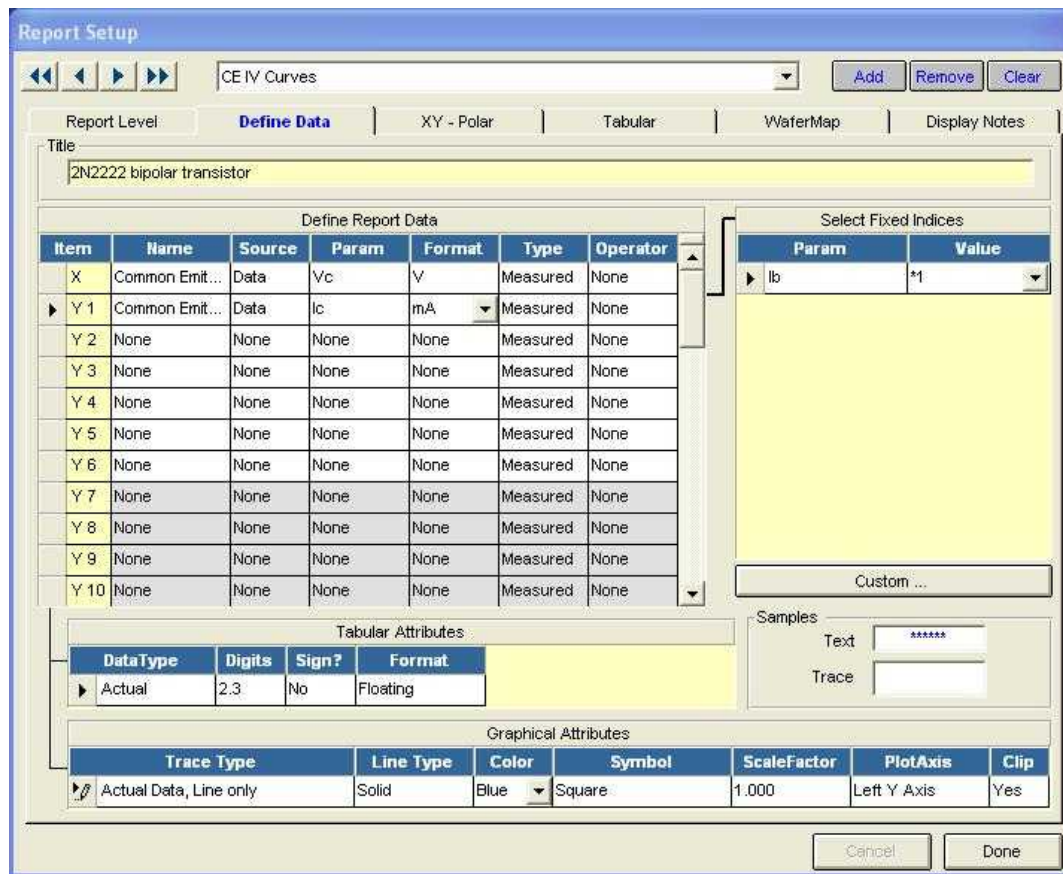 Report Setup
CE IV Curves Add Remove Clear
Report Level Define Data XY - Polar Tabular WaferMap Display Notes
Title
2N2222 bipolar transistor
Define Report Data
Item Name Source Param Format Type Operator
X Common Emit... Data Vc V Measured None
Y 1 Common Emit... Data Ic mA Measured None
Y 2 None None None None Measured None
Y 3 None None None None Measured None
Y 4 None None None None Measured None
Y 5 None None None None Measured None
Y 6 None None None None Measured None
Y 7 None None None None Measured None
Y 8 None None None None Measured None
Y 9 None None None None Measured None
Y 10 None None None None Measured None
Select Fixed Indices
Param Value
Ib *1
Custom ...
Tabular Attributes
DataType Digits Sign? Format
Actual 2.3 No Floating
Samples
Text ******
Trace
Graphical Attributes
Trace Type Line Type Color Symbol ScaleFactor PlotAxis Clip
Actual Data, Line only Solid Blue Square 1.000 Left Y Axis Yes
Cancel Done